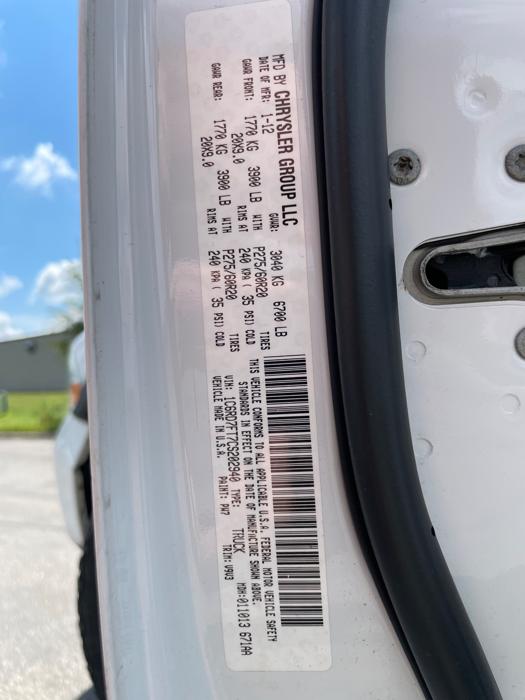 MFD BY CHRYSLER GROUP LLC
DATE OF MFR: 1-12 GVWR: 3040 KG 6700 LB
GAWR FRONT: 1770 KG 3900 LB WITH P275/60R20 TIRES
20X9.0 RIMS AT 240 KPA ( 35 PSI) COLD
GAWR REAR: 1770 KG 3900 LB WITH P275/60R20 TIRES
20X9.0 RIMS AT 240 KPA ( 35 PSI) COLD
THIS VEHICLE CONFORMS TO ALL APPLICABLE U.S.A. FEDERAL MOTOR VEHICLE SAFETY
STANDARDS IN EFFECT ON THE DATE OF MANUFACTURE SHOWN ABOVE.
VIN: 1C6RD7FT7CS202940 TYPE: TRUCK MDH:011013 671AA
VEHICLE MADE IN U.S.A. PAINT: PW7 TRIM: V9V3